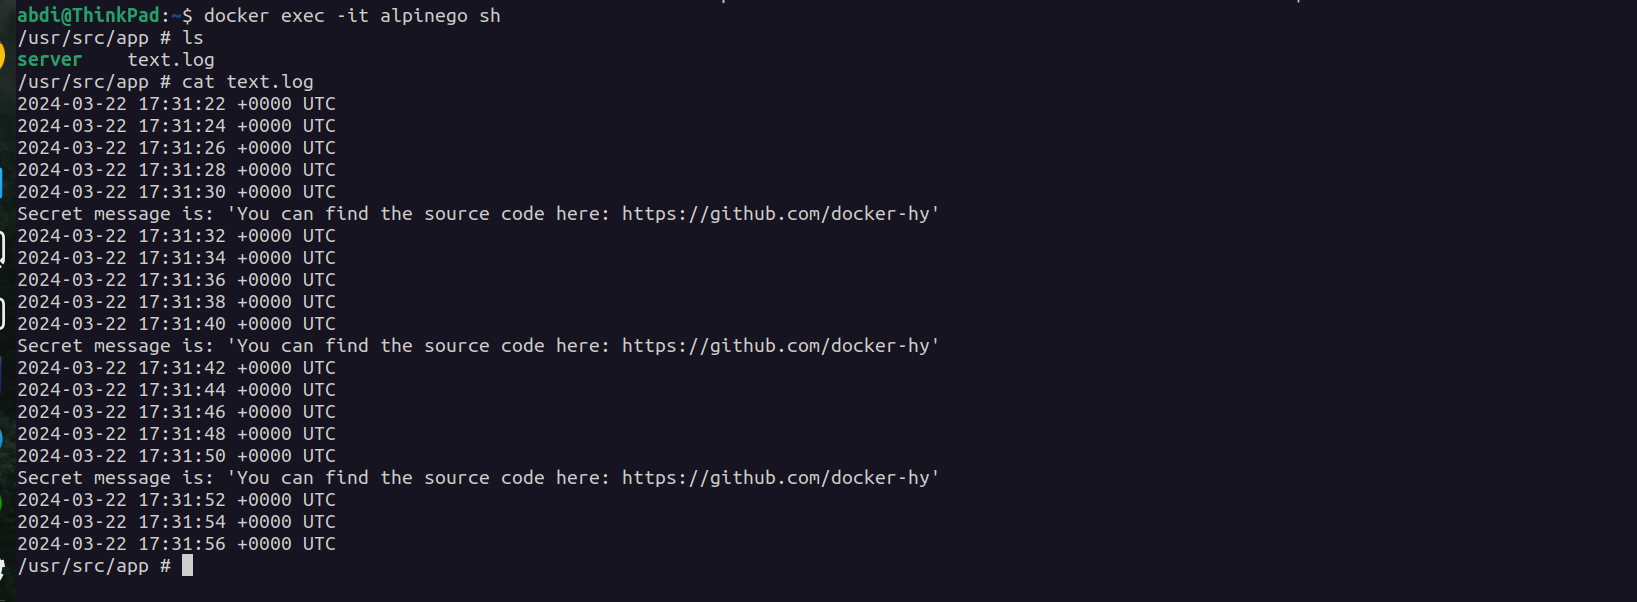 abdi@ThinkPad:~$ docker exec -it alpinego sh
/usr/src/app # ls
server    text.log
/usr/src/app # cat text.log
2024-03-22 17:31:22 +0000 UTC
2024-03-22 17:31:24 +0000 UTC
2024-03-22 17:31:26 +0000 UTC
2024-03-22 17:31:28 +0000 UTC
2024-03-22 17:31:30 +0000 UTC
Secret message is: 'You can find the source code here: https://github.com/docker-hy'
2024-03-22 17:31:32 +0000 UTC
2024-03-22 17:31:34 +0000 UTC
2024-03-22 17:31:36 +0000 UTC
2024-03-22 17:31:38 +0000 UTC
2024-03-22 17:31:40 +0000 UTC
Secret message is: 'You can find the source code here: https://github.com/docker-hy'
2024-03-22 17:31:42 +0000 UTC
2024-03-22 17:31:44 +0000 UTC
2024-03-22 17:31:46 +0000 UTC
2024-03-22 17:31:48 +0000 UTC
2024-03-22 17:31:50 +0000 UTC
Secret message is: 'You can find the source code here: https://github.com/docker-hy'
2024-03-22 17:31:52 +0000 UTC
2024-03-22 17:31:54 +0000 UTC
2024-03-22 17:31:56 +0000 UTC
/usr/src/app #